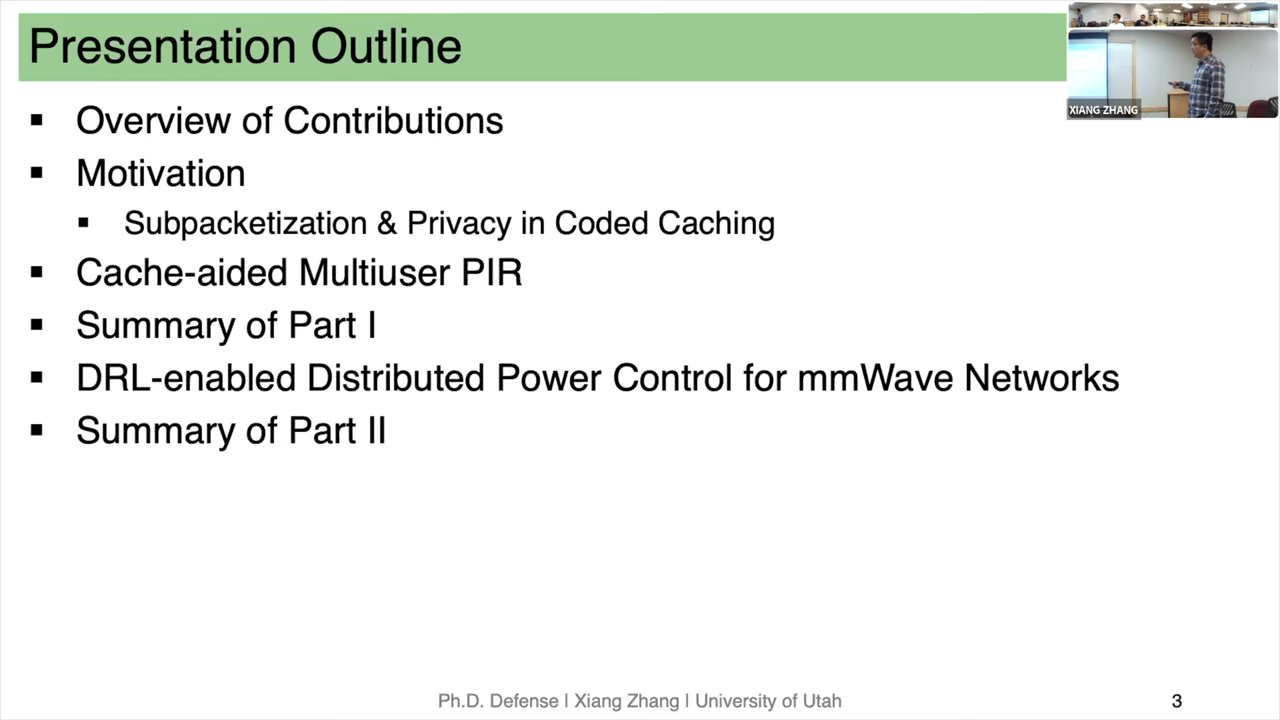 Presentation Outline
XIANG ZHANG
▪ Overview of Contributions
▪ Motivation
▪ Subpacketization & Privacy in Coded Caching
▪ Cache-aided Multiuser PIR
▪ Summary of Part I
▪ DRL-enabled Distributed Power Control for mmWave Networks
▪ Summary of Part II
Ph.D. Defense | Xiang Zhang | University of Utah
3